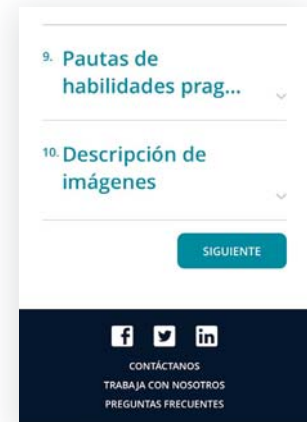 9. Pautas de
habilidades prag...
10. Descripción de
imágenes
SIGUIENTE
CONTÁCTANOS
TRABAJA CON NOSOTROS
PREGUNTAS FRECUENTES